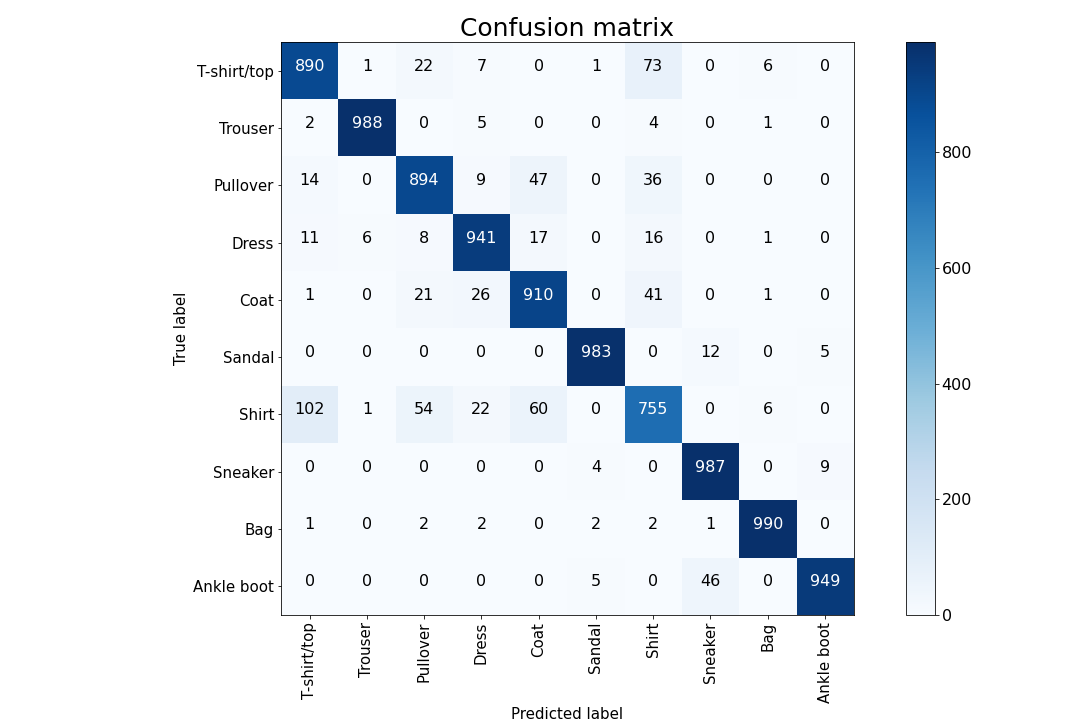 Confusion matrix
T-shirt/top 890 1 22 7 0 1 73 0 6 0
Trouser 2 988 0 5 0 0 4 0 1 0
Pullover 14 0 894 9 47 0 36 0 0 0
Dress 11 6 8 941 17 0 16 0 1 0
Coat 1 0 21 26 910 0 41 0 1 0
Sandal 0 0 0 0 0 983 0 12 0 5
Shirt 102 1 54 22 60 0 755 0 6 0
Sneaker 0 0 0 0 0 4 0 987 0 9
Bag 1 0 2 2 0 2 2 1 990 0
Ankle boot 0 0 0 0 0 5 0 46 0 949
True label
T-shirt/top
Trouser
Pullover
Dress
Coat
Sandal
Shirt
Sneaker
Bag
Ankle boot
Predicted label
800
600
400
200
0